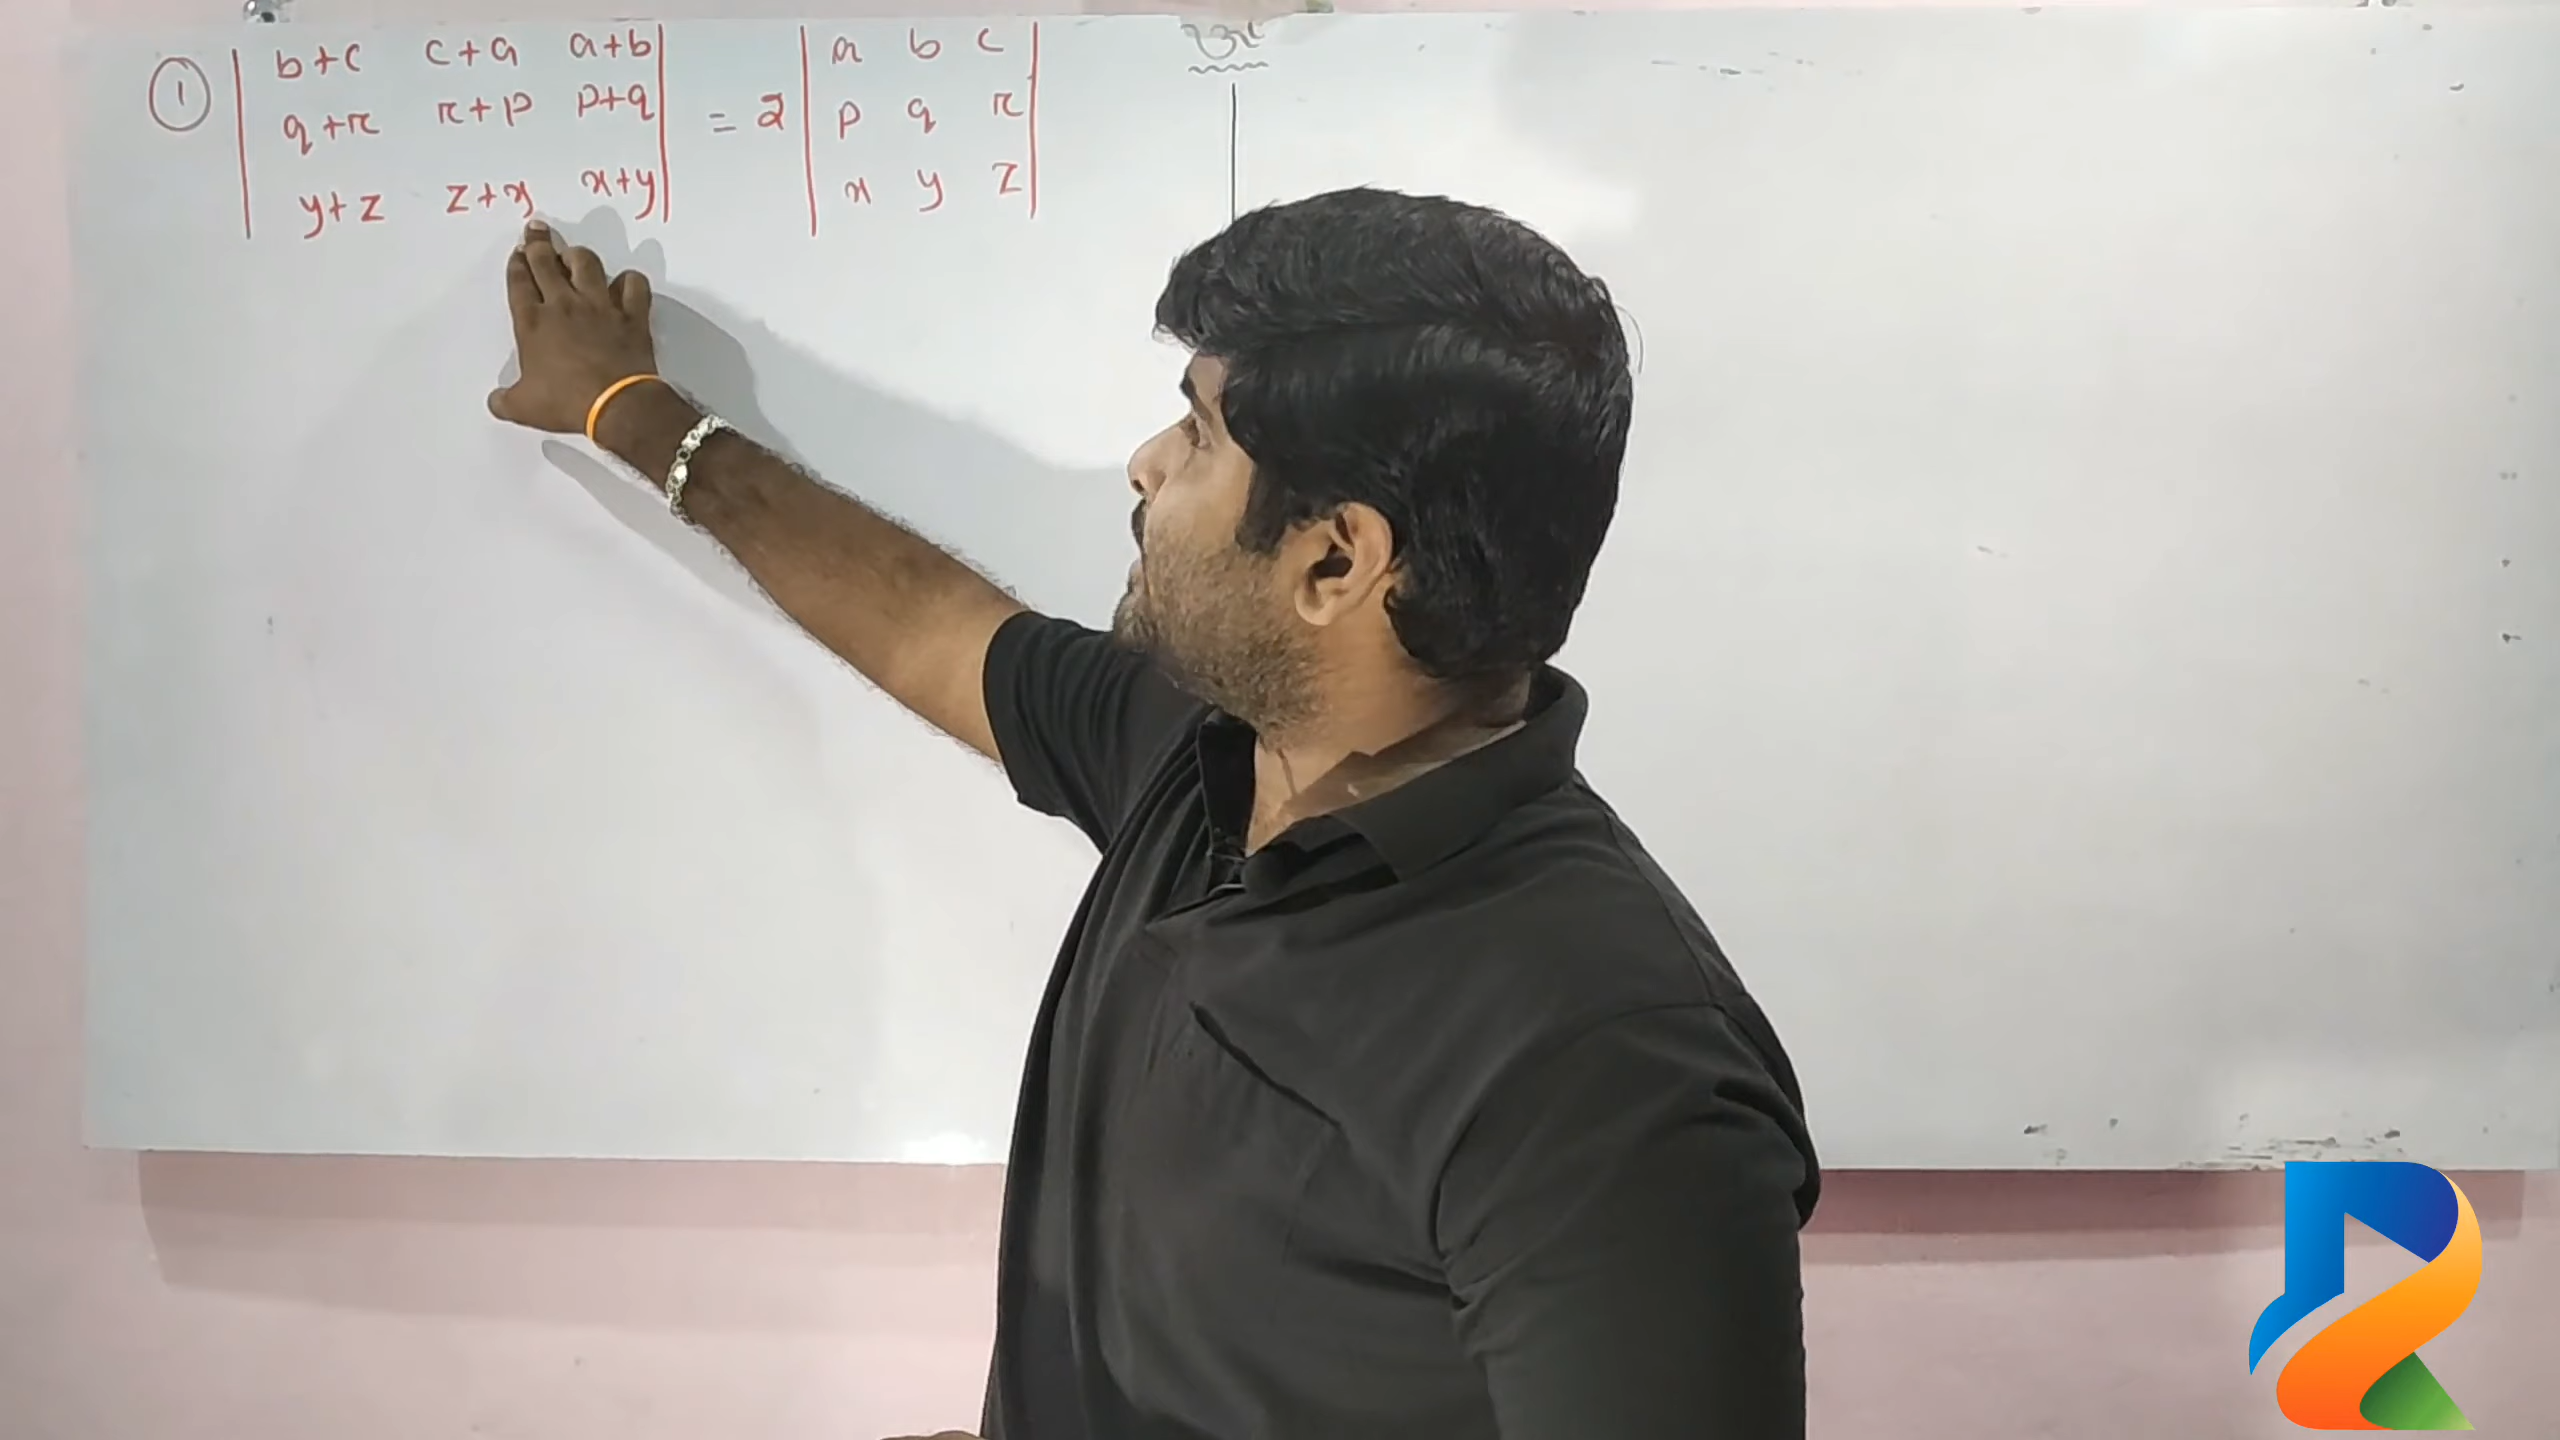 ① | b+c c+a a+b | = 2 | a b c |
| q+r r+p p+q | | p q r |
| y+z z+x x+y | | x y z |